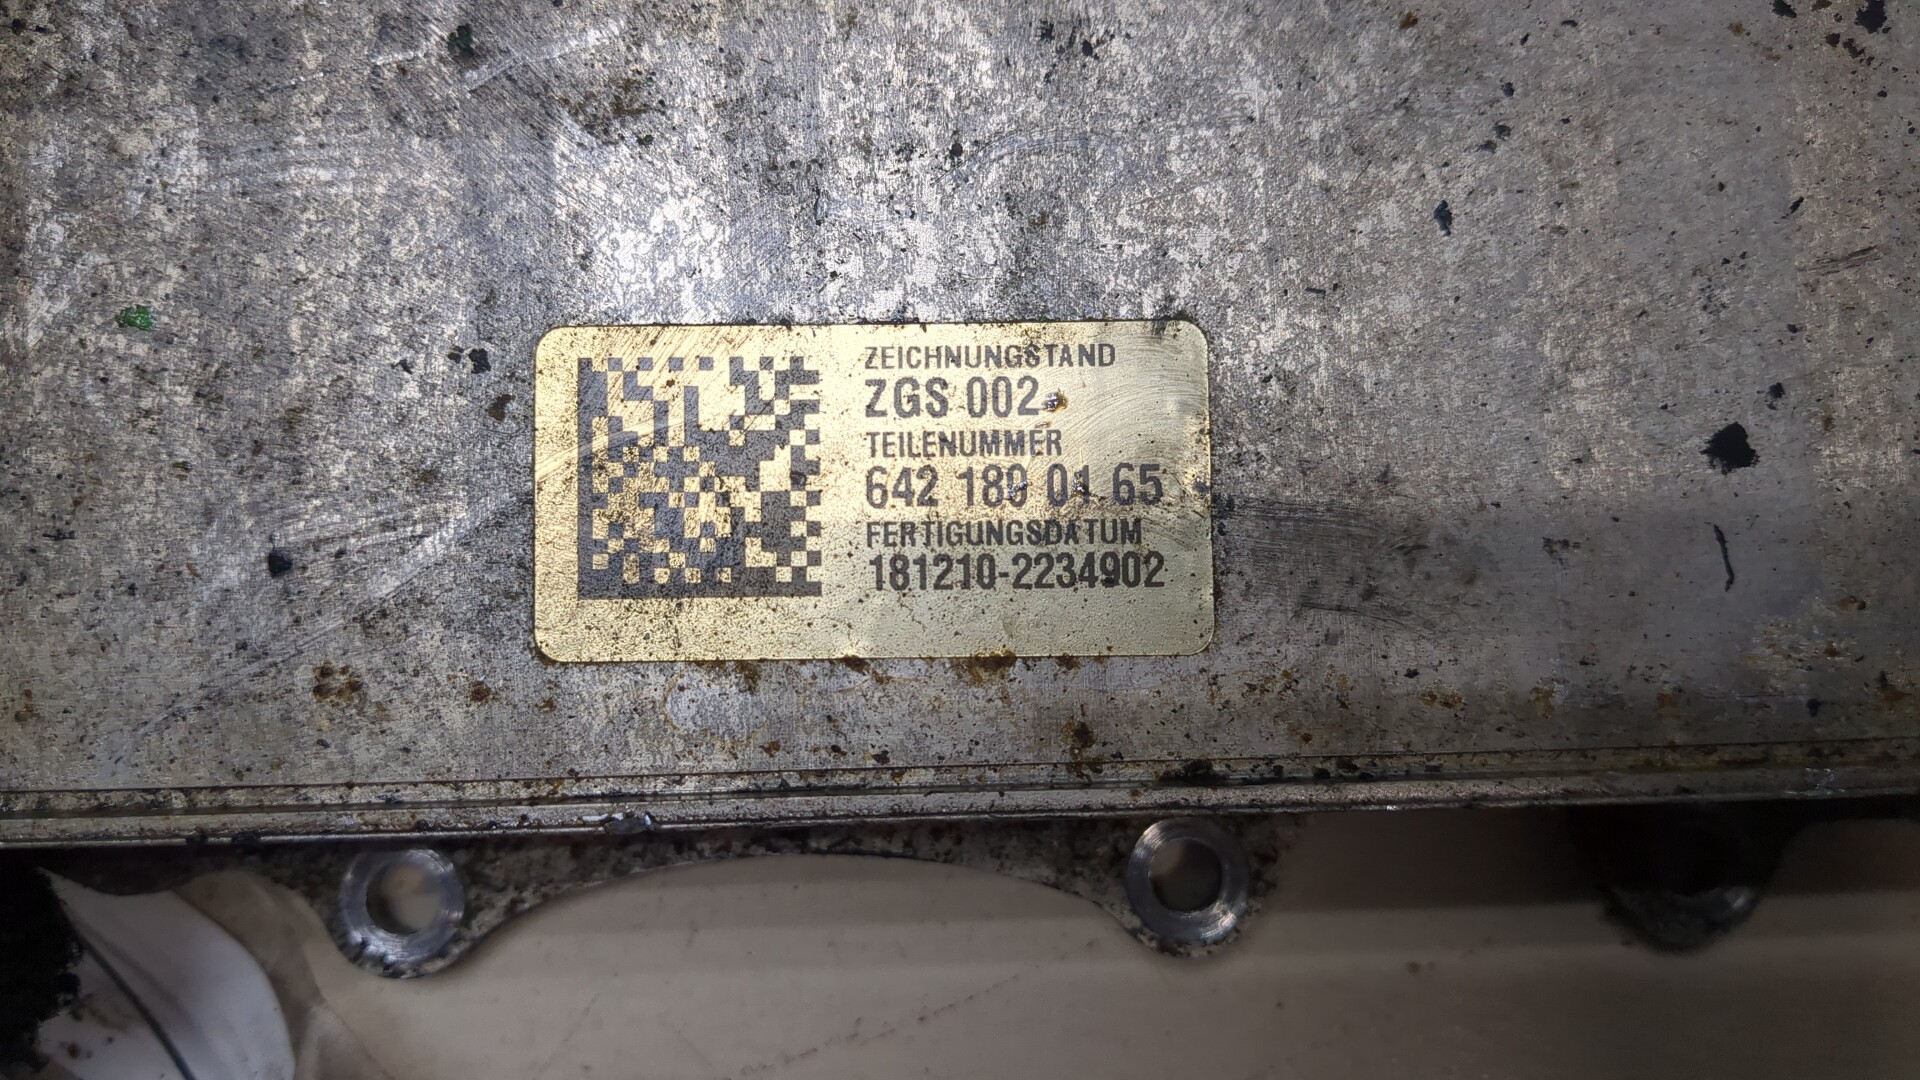 ZEICHNUNGSTAND
ZGS 002
TEILENUMMER
642 180 01 65
FERTIGUNGSDATUM
181210-2234902